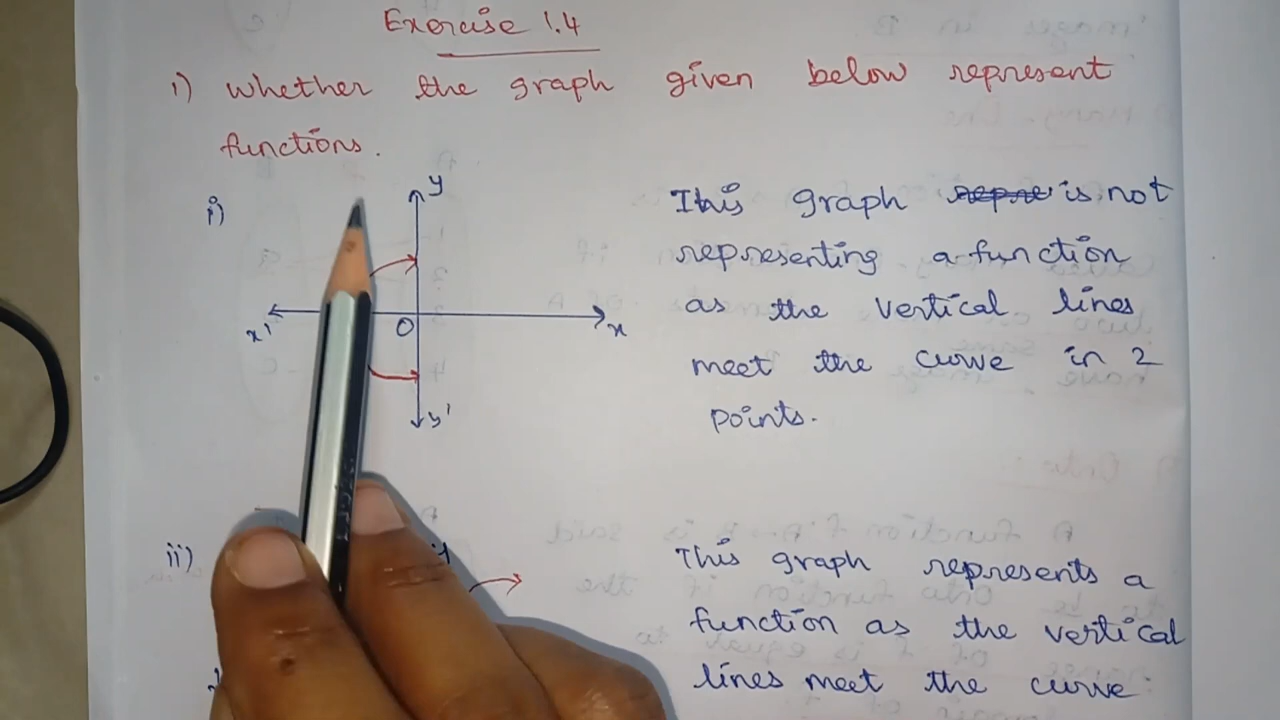 Exercise 1.4
1) Whether the graph given below represent
functions.
i)
y
x'
O
x
y'
This graph is not
representing a function
as the vertical lines
meet the curve in 2
points.
ii)
y
This graph represents a
function as the vertical
lines meet the curve